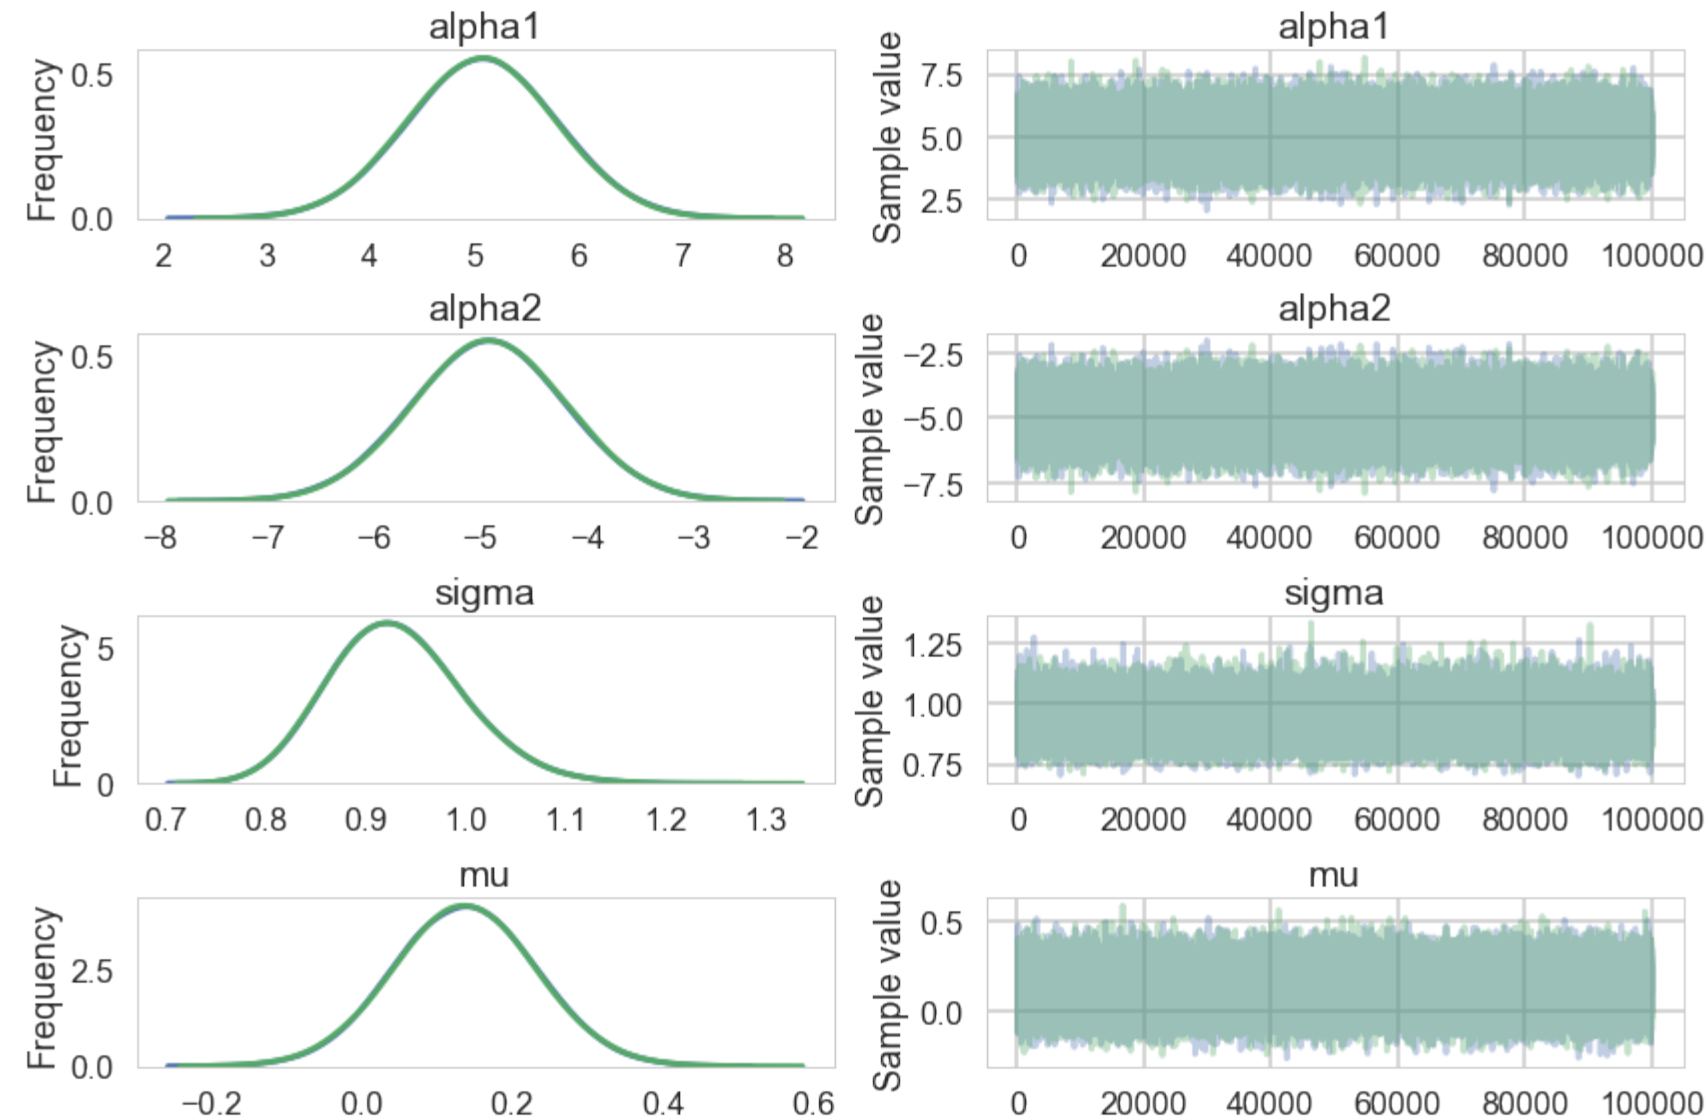 alpha1
alpha1
Frequency
0.5
0.0
2 3 4 5 6 7 8
Sample value
7.5
5.0
2.5
0 20000 40000 60000 80000 100000
alpha2
alpha2
Frequency
0.5
0.0
−8 −7 −6 −5 −4 −3 −2
Sample value
−2.5
−5.0
−7.5
0 20000 40000 60000 80000 100000
sigma
sigma
Frequency
5
0
0.7 0.8 0.9 1.0 1.1 1.2 1.3
Sample value
1.25
1.00
0.75
0 20000 40000 60000 80000 100000
mu
mu
Frequency
2.5
0.0
−0.2 0.0 0.2 0.4 0.6
Sample value
0.5
0.0
0 20000 40000 60000 80000 100000